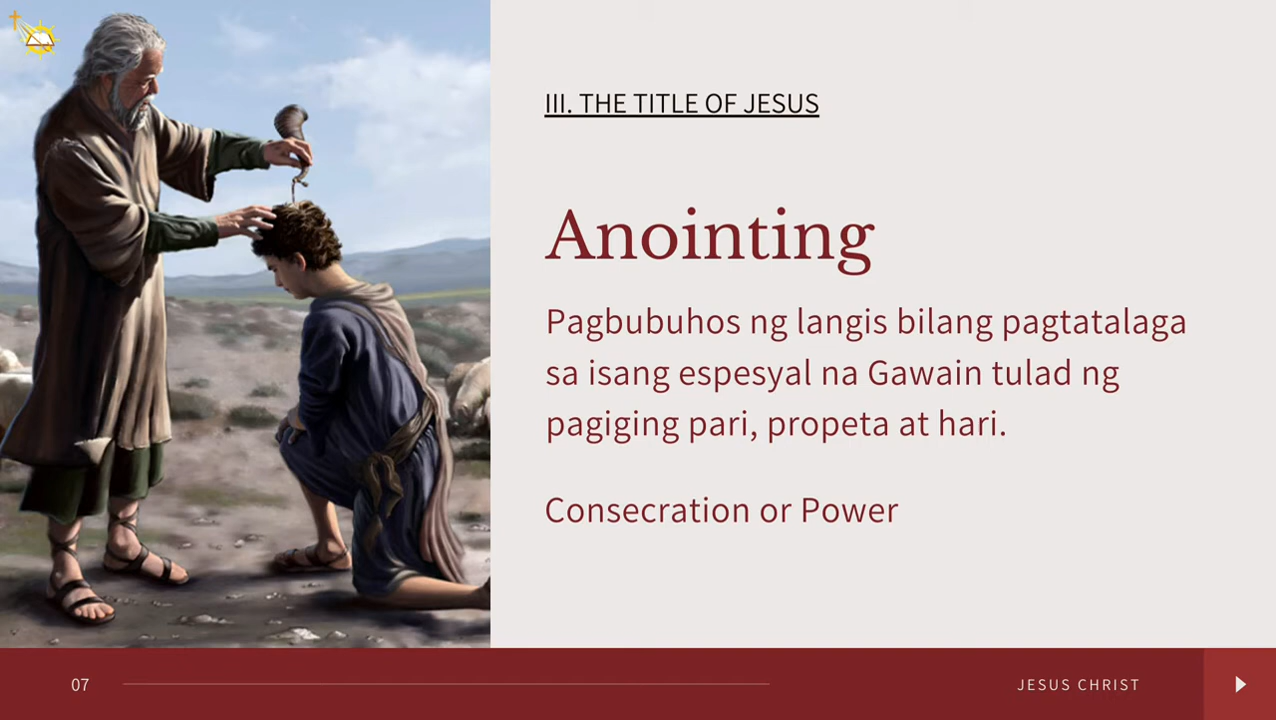 III. THE TITLE OF JESUS
Anointing
Pagbubuhos ng langis bilang pagtatalaga
sa isang espesyal na Gawain tulad ng
pagiging pari, propeta at hari.
Consecration or Power
07
JESUS CHRIST